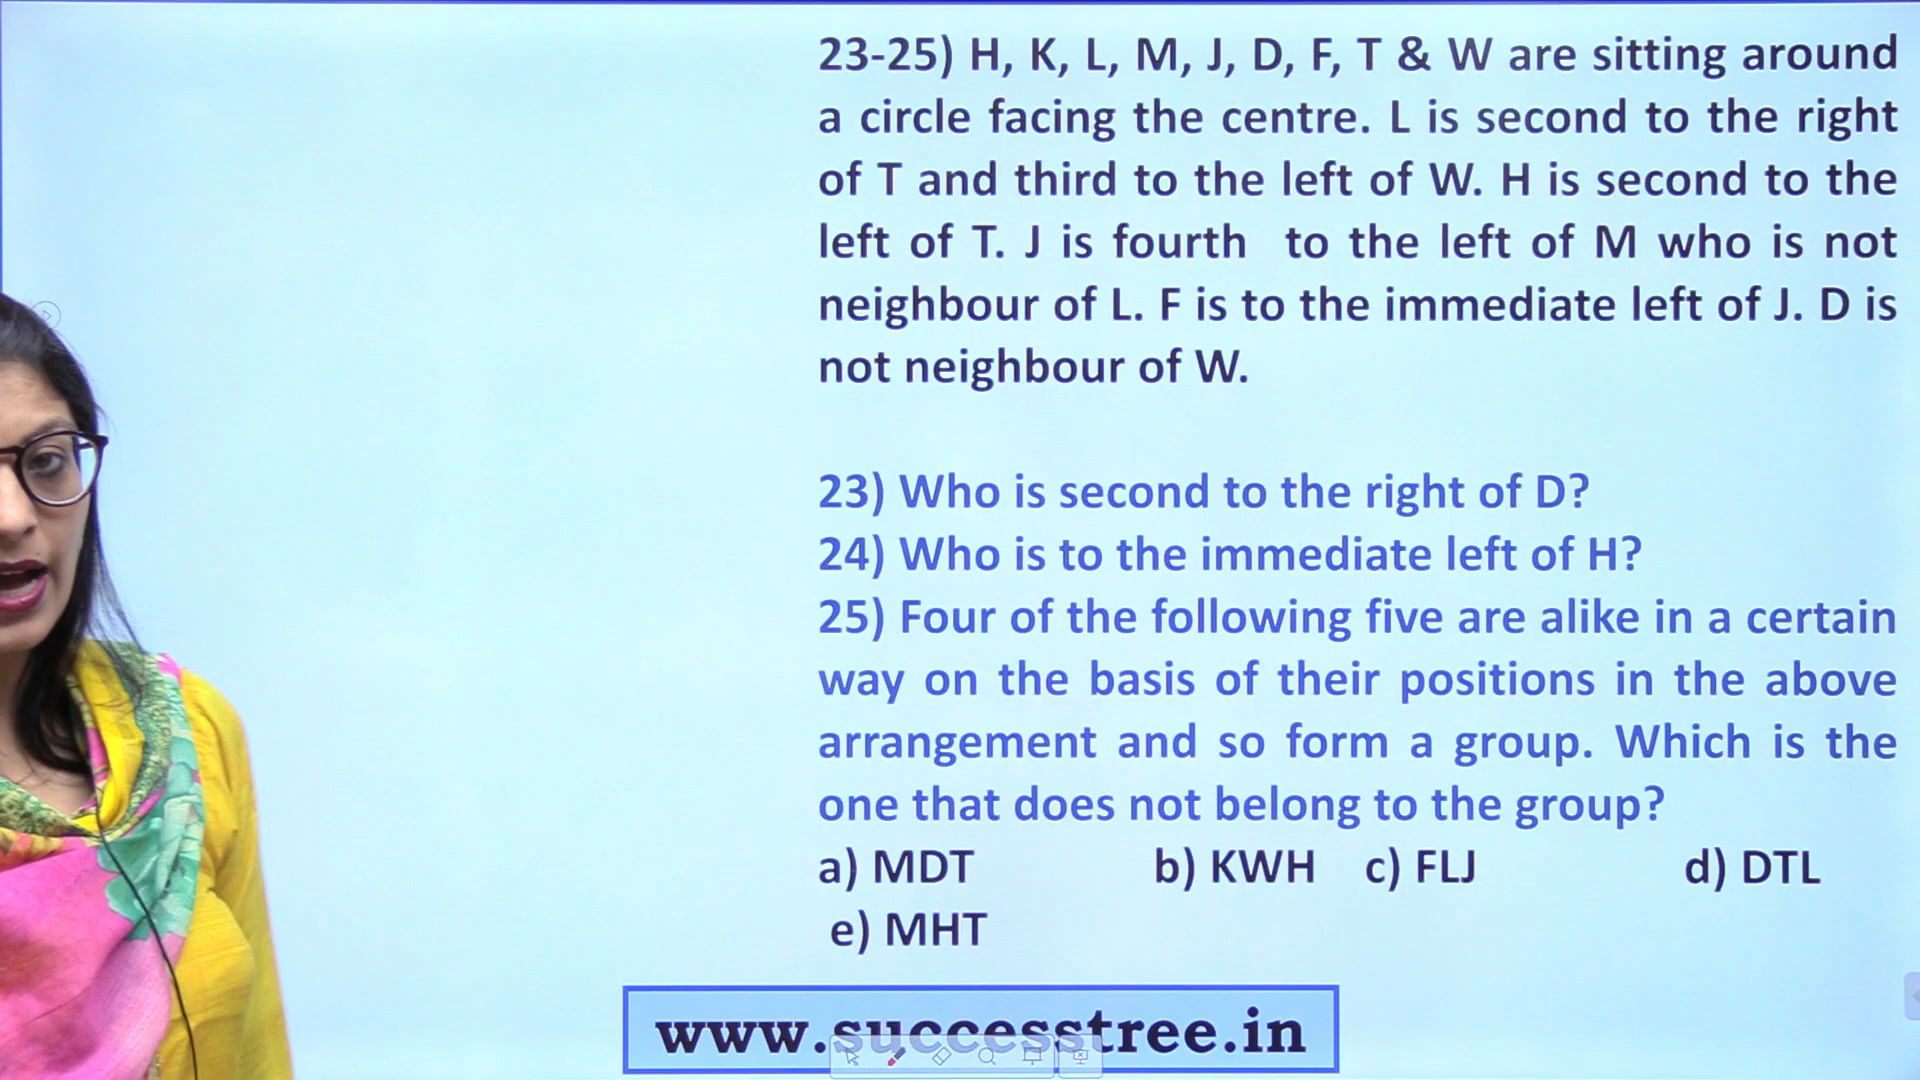 23-25) H, K, L, M, J, D, F, T & W are sitting around
a circle facing the centre. L is second to the right
of T and third to the left of W. H is second to the
left of T. J is fourth to the left of M who is not
neighbour of L. F is to the immediate left of J. D is
not neighbour of W.
23) Who is second to the right of D?
24) Who is to the immediate left of H?
25) Four of the following five are alike in a certain
way on the basis of their positions in the above
arrangement and so form a group. Which is the
one that does not belong to the group?
a) MDT b) KWH c) FLJ d) DTL
e) MHT
www.successtree.in